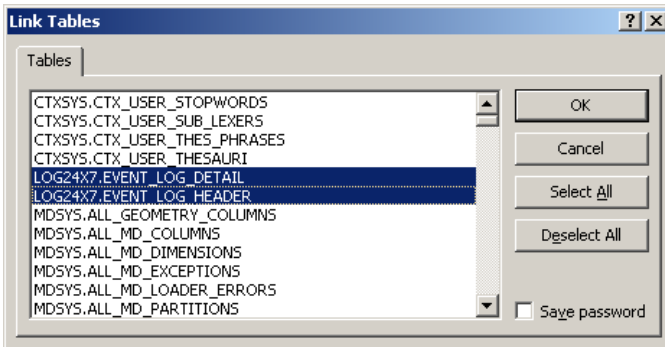 Link Tables
Tables
CTXSYS.CTX_USER_STOPWORDS
CTXSYS.CTX_USER_SUB_LEXERS
CTXSYS.CTX_USER_THES_PHRASES
CTXSYS.CTX_USER_THESAURI
LOG24X7.EVENT_LOG_DETAIL
LOG24X7.EVENT_LOG_HEADER
MDSYS.ALL_GEOMETRY_COLUMNS
MDSYS.ALL_MD_COLUMNS
MDSYS.ALL_MD_DIMENSIONS
MDSYS.ALL_MD_EXCEPTIONS
MDSYS.ALL_MD_LOADER_ERRORS
MDSYS.ALL_MD_PARTITIONS
OK
Cancel
Select All
Deselect All
Save password